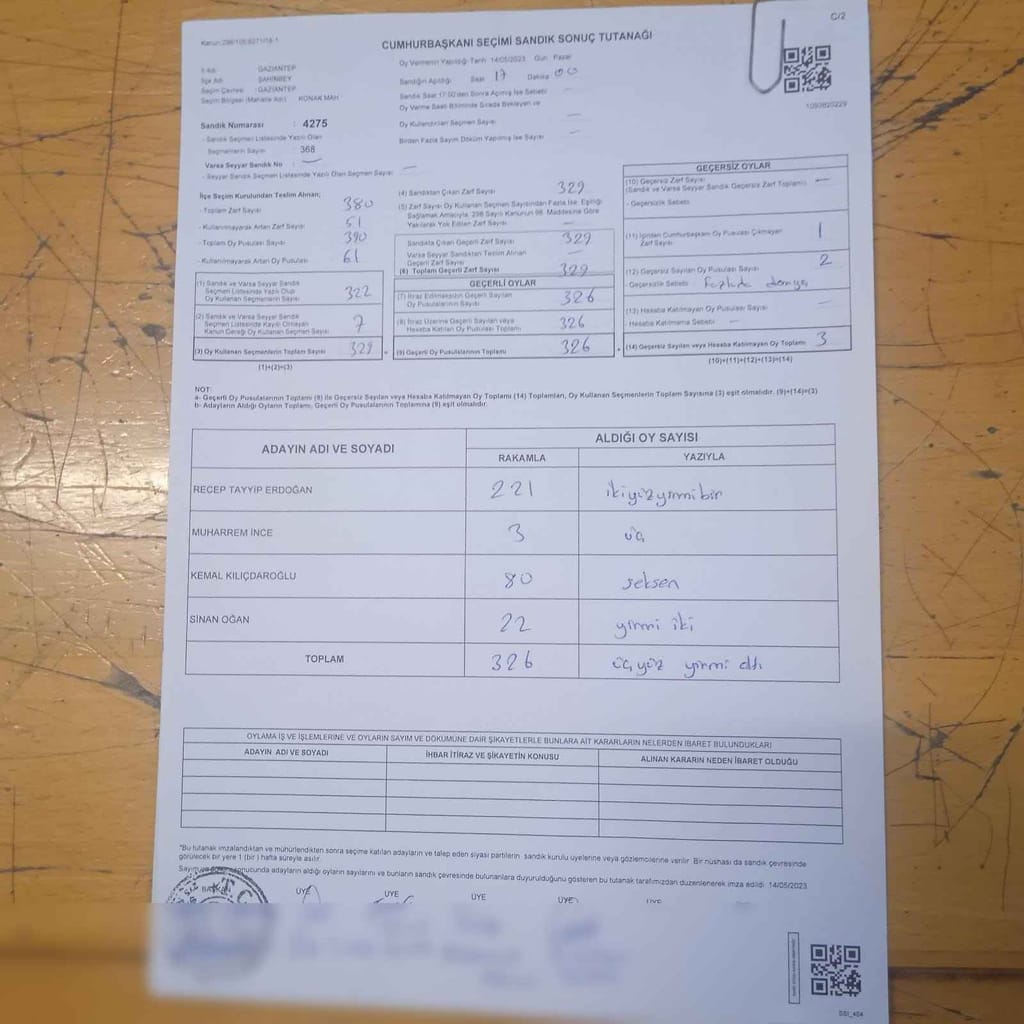 C/2
CUMHURBAŞKANI SEÇİMİ SANDIK SONUÇ TUTANAĞI
İl Adı : GAZİANTEP
İlçe Adı : ŞAHİNBEY
Seçim Çevresi : GAZİANTEP
Seçim Bölgesi (Mahalle Adı) : KONAK MAH.
Sandık Numarası : 4275
- Sandık Seçmen Listesinde Yazılı Olan
Seçmenlerin Sayısı : 368
Varsa Seyyar Sandık No : —
- Seyyar Sandık Seçmen Listesinde Yazılı Olan Seçmen Sayısı : —
Oy Vermenin Yapıldığı Tarih 14/05/2023 Gün Pazar
Sandığın Açıldığı Saat 17 Dakika 00
Sandık Saat 17:00'den Sonra Açılmış İse Sebebi —
Oy Verme Saati Bitiminde Sırada Bekleyen ve
Oy Kullandırılan Seçmen Sayısı —
Birden Fazla Sayım Döküm Yapılmış İse Sayısı —
1093820229
İlçe Seçim Kurulundan Teslim Alınan;
- Toplam Zarf Sayısı 380
- Kullanılmayarak Artan Zarf Sayısı 51
- Toplam Oy Pusulası Sayısı 390
- Kullanılmayarak Artan Oy Pusulası 61
(1) Sandık ve Varsa Seyyar Sandık
Seçmen Listesinde Yazılı Olup
Oy Kullanan Seçmenlerin Sayısı 322
(2) Sandık ve Varsa Seyyar Sandık
Seçmen Listesinde Kayıtlı Olmayan
Kanun Gereği Oy Kullanan Seçmen Sayısı 7
(3) Oy Kullanan Seçmenlerin Toplam Sayısı 329
(1)+(2)=(3)
(4) Sandıktan Çıkan Zarf Sayısı 329
(5) Zarf Sayısı Oy Kullanan Seçmen Sayısından Fazla İse, Eşitliği
Sağlamak Amacıyla, 298 Sayılı Kanunun 98. Maddesine Göre
Yakılarak Yok Edilen Zarf Sayısı —
Sandıkta Çıkan Geçerli Zarf Sayısı 329
Varsa Seyyar Sandıktan Teslim Alınan
Geçerli Zarf Sayısı —
(6) Toplam Geçerli Zarf Sayısı 329
GEÇERLİ OYLAR
(7) İtiraz Edilmeksizin Geçerli Sayılan
Oy Pusulalarının Sayısı 326
(8) İtiraz Üzerine Geçerli Sayılan veya
Hesaba Katılan Oy Pusulası Toplamı 326
(9) Geçerli Oy Pusulalarının Toplamı 326
GEÇERSİZ OYLAR
(10) Geçersiz Zarf Sayısı
(Sandık ve Varsa Seyyar Sandık Geçersiz Zarf Toplamı) —
- Geçersizlik Sebebi
(11) İçinden Cumhurbaşkanı Oy Pusulası Çıkmayan
Zarf Sayısı 1
(12) Geçersiz Sayılan Oy Pusulası Sayısı 2
- Geçersizlik Sebebi
(13) Hesaba Katılmayan Oy Pusulası Sayısı —
- Hesaba Katılmama Sebebi —
(14) Geçersiz Sayılan veya Hesaba Katılmayan Oy Toplamı 3
(10)+(11)+(12)+(13)=(14)
NOT:
a- Geçerli Oy Pusulalarının Toplamı (9) ile Geçersiz Sayılan veya Hesaba Katılmayan Oy Toplamı (14) Toplamları, Oy Kullanan Seçmenlerin Toplam Sayısına (3) eşit olmalıdır. (9)+(14)=(3)
b- Adayların Aldığı Oyların Toplamı, Geçerli Oy Pusulalarının Toplamına (9) eşit olmalıdır.
ADAYIN ADI VE SOYADI ALDIĞI OY SAYISI
RAKAMLA YAZIYLA
RECEP TAYYİP ERDOĞAN 221 ikiyüzyirmibir
MUHARREM İNCE 3 üç
KEMAL KILIÇDAROĞLU 80 seksen
SİNAN OĞAN 22 yirmi iki
TOPLAM 326 üçyüz yirmi altı
OYLAMA İŞ VE İŞLEMLERİNE VE OYLARIN SAYIM VE DÖKÜMÜNE DAİR ŞİKAYETLERLE BUNLARA AİT KARARLARIN NELERDEN İBARET BULUNDUKLARI
ADAYIN ADI VE SOYADI İHBAR İTİRAZ VE ŞİKAYETİN KONUSU ALINAN KARARIN NEDEN İBARET OLDUĞU
*Bu tutanak imzalandıktan ve mühürlendikten sonra seçime katılan adayların ve talep eden siyasi partilerin sandık kurulu üyelerine veya gözlemcilerine verilir. Bir nüshası da sandık çevresinde
görülecek bir yere 1 (bir) hafta süreyle asılır.
sonucunda adayların aldığı oyların sayılarını ve bunların sandık çevresinde bulunanlara duyurulduğunu gösteren bu tutanak tarafımızdan düzenlenerek imza edildi. 14/05/2023
BAŞKAN ÜYE ÜYE ÜYE ÜYE ÜYE